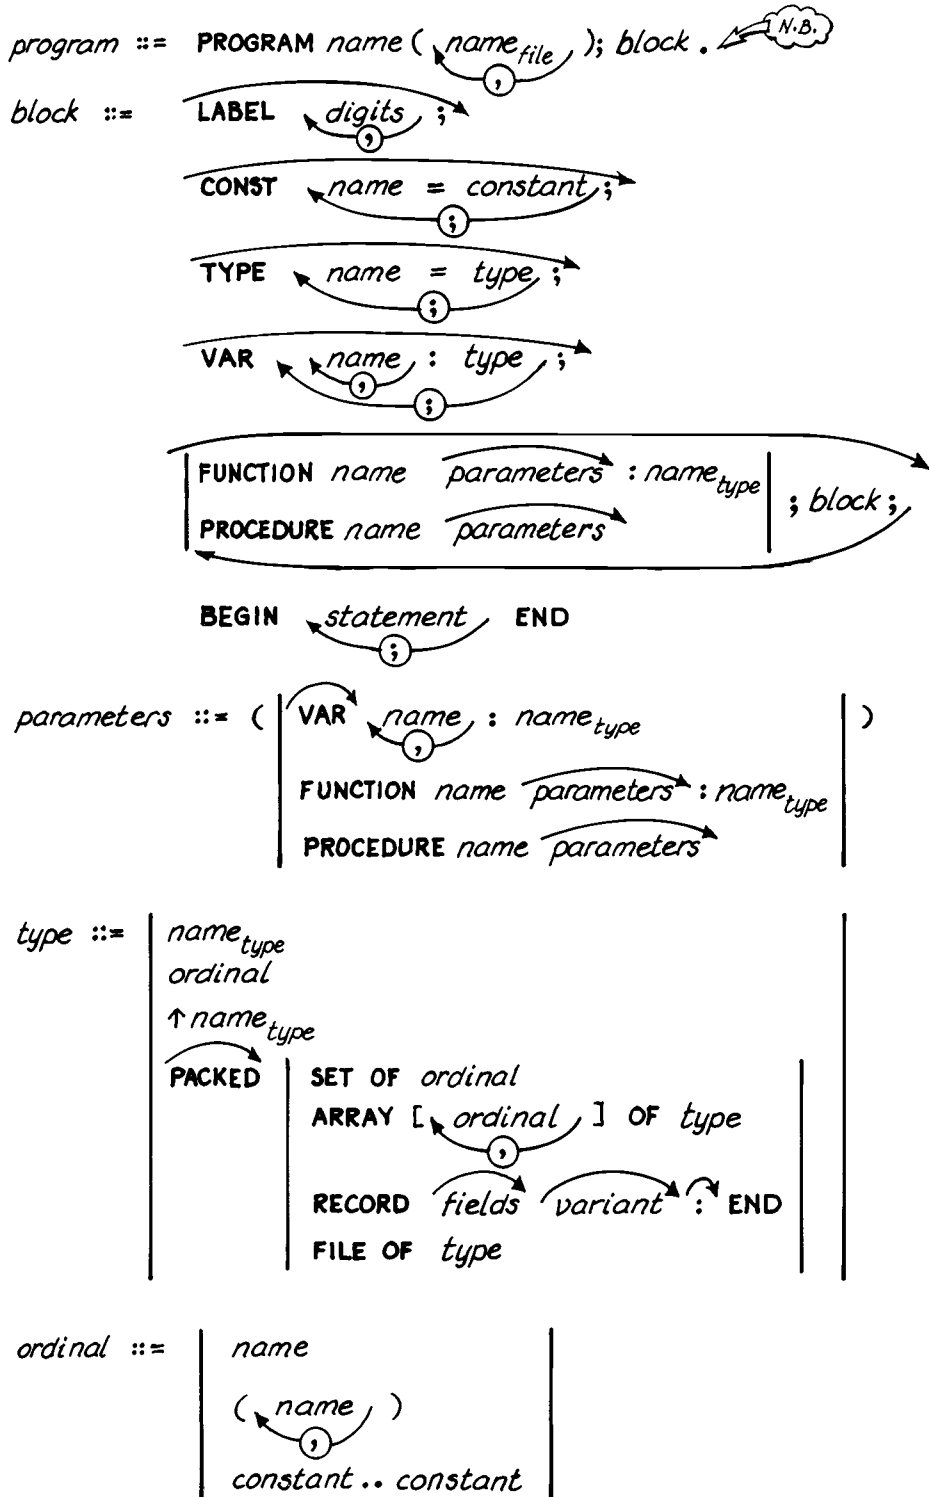 program ::= PROGRAM name ( name file ) ; block . N.B.
,
block ::= LABEL digits ;
,
CONST name = constant ;
;
TYPE name = type ;
;
VAR name : type ;
,
;
FUNCTION name parameters : name type
; block ;
PROCEDURE name parameters
BEGIN statement END
;
parameters ::= ( VAR name : name type )
,
FUNCTION name parameters : name type
PROCEDURE name parameters
type ::= name type
ordinal
↑ name type
PACKED SET OF ordinal
ARRAY [ ordinal ] OF type
,
RECORD fields variant : END
FILE OF type
ordinal ::= name
( name )
,
constant .. constant